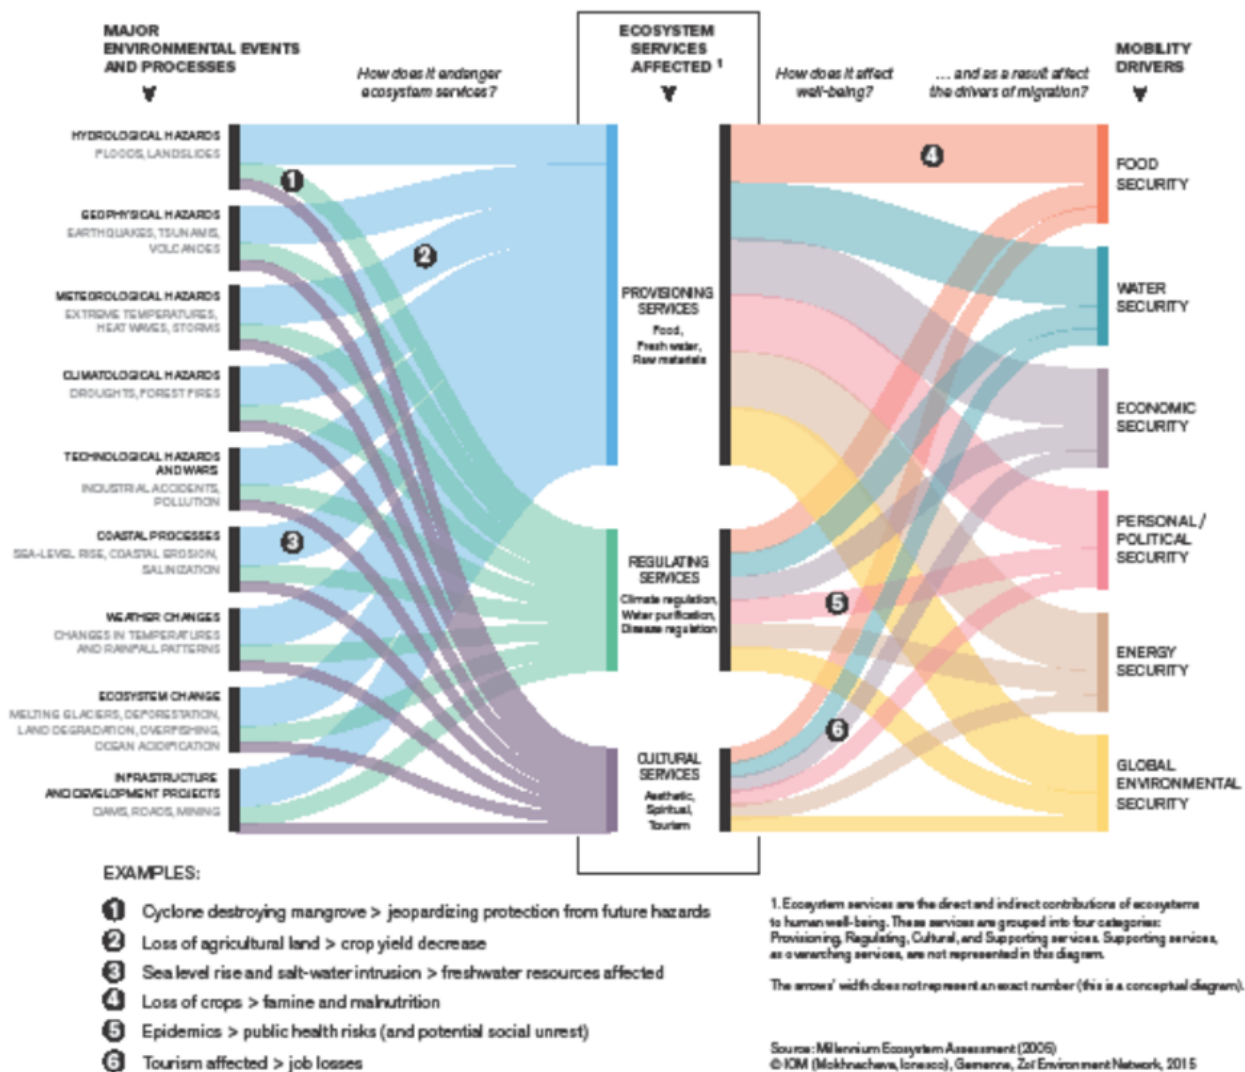 MAJOR
ENVIRONMENTAL EVENTS
AND PROCESSES
How does it endanger
ecosystem services?
ECOSYSTEM
SERVICES
AFFECTED 1
How does it affect
well-being?
... and as a result affect
the drivers of migration?
MOBILITY
DRIVERS
HYDROLOGICAL HAZARDS
FLOODS, LANDSLIDES
GEOPHYSICAL HAZARDS
EARTHQUAKES, TSUNAMIS,
VOLCANOES
METEOROLOGICAL HAZARDS
EXTREME TEMPERATURES,
HEAT WAVES, STORMS
CLIMATOLOGICAL HAZARDS
DROUGHTS, FOREST FIRES
TECHNOLOGICAL HAZARDS
AND WARS
INDUSTRIAL ACCIDENTS,
POLLUTION
COASTAL PROCESSES
SEA-LEVEL RISE, COASTAL EROSION,
SALINIZATION
WEATHER CHANGES
CHANGES IN TEMPERATURES
AND RAINFALL PATTERNS
ECOSYSTEM CHANGE
MELTING GLACIERS, DEFORESTATION,
LAND DEGRADATION, OVERFISHING,
OCEAN ACIDIFICATION
INFRASTRUCTURE
AND DEVELOPMENT PROJECTS
DAMS, ROADS, MINING
1
2
3
PROVISIONING
SERVICES
Food,
Fresh water,
Raw materials
REGULATING
SERVICES
Climate regulation,
Water purification,
Disease regulation
CULTURAL
SERVICES
Aesthetic,
Spiritual,
Tourism
4
5
6
FOOD
SECURITY
WATER
SECURITY
ECONOMIC
SECURITY
PERSONAL/
POLITICAL
SECURITY
ENERGY
SECURITY
GLOBAL
ENVIRONMENTAL
SECURITY
EXAMPLES:
1 Cyclone destroying mangrove > jeopardizing protection from future hazards
2 Loss of agricultural land > crop yield decrease
3 Sea level rise and salt-water intrusion > freshwater resources affected
4 Loss of crops > famine and malnutrition
5 Epidemics > public health risks (and potential social unrest)
6 Tourism affected > job losses
1. Ecosystem services are the direct and indirect contributions of ecosystems
to human well-being. These services are grouped into four categories:
Provisioning, Regulating, Cultural, and Supporting services. Supporting services,
as overarching services, are not represented in this diagram.
The arrows' width does not represent an exact number (this is a conceptual diagram).
Source: Millennium Ecosystem Assessment (2005)
© IOM (Mokhnacheva, Ionesco), Gemenne, Zoï Environment Network, 2015